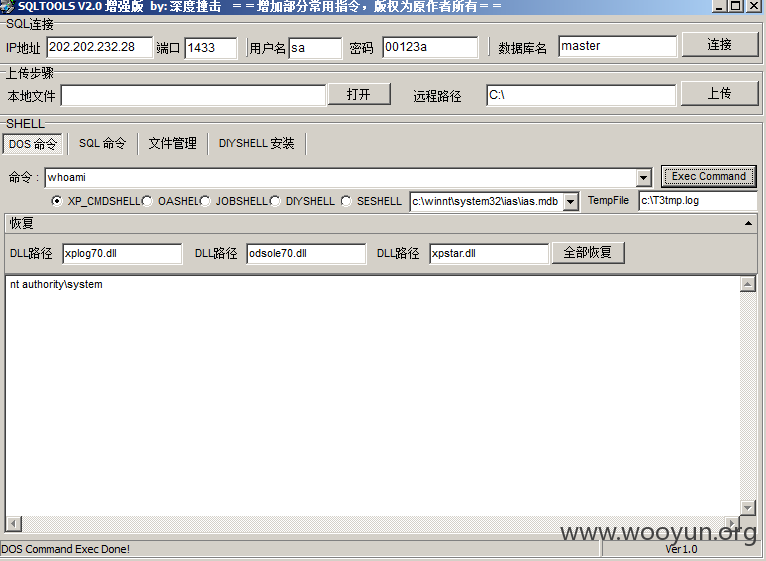 SQLTOOLS V2.0 增强版 by: 深度撞击 ==增加部分常用指令，版权为原作者所有==
SQL连接
IP地址 202.202.232.28 端口 1433 用户名 sa 密码 00123a 数据库名 master 连接
上传步骤
本地文件 打开 远程路径 C:\ 上传
SHELL
DOS 命令 SQL 命令 文件管理 DIYSHELL 安装
命令： whoami Exec Command
XP_CMDSHELL OASHEL JOBSHELL DIYSHELL SESHELL c:\winnt\system32\ias\ias.mdb TempFile c:\T3tmp.log
恢复
DLL路径 xplog70.dll DLL路径 odsole70.dll DLL路径 xpstar.dll 全部恢复
nt authority\system
www.wooyun.org
DOS Command Exec Done! Ver1.0